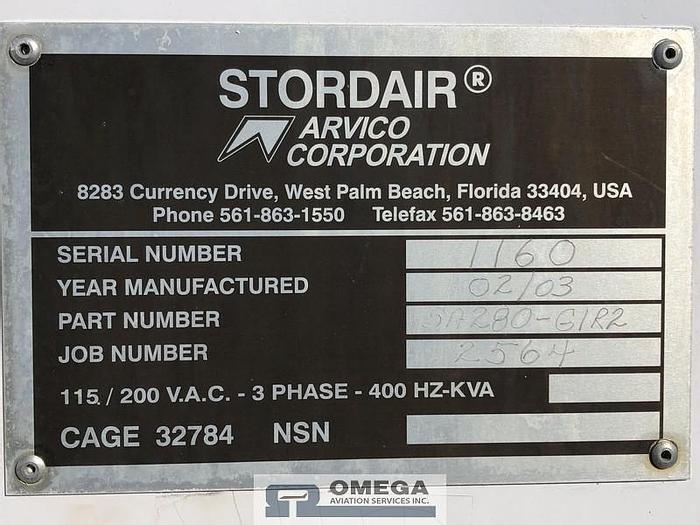 STORDAIR®
ARVICO
CORPORATION
8283 Currency Drive, West Palm Beach, Florida 33404, USA
Phone 561-863-1550 Telefax 561-863-8463
SERIAL NUMBER 1160
YEAR MANUFACTURED 02/03
PART NUMBER SA280-G1R2
JOB NUMBER 2564
115 / 200 V.A.C. - 3 PHASE - 400 HZ-KVA
CAGE 32784 NSN
OMEGA
AVIATION SERVICES INC.